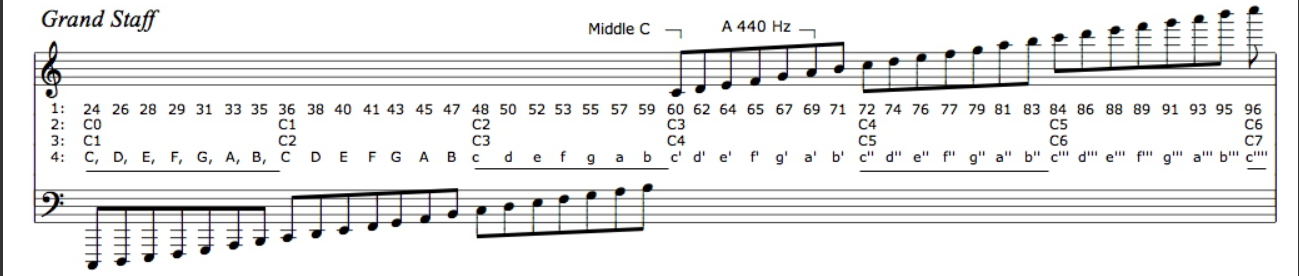 Grand Staff
Middle C A 440 Hz
1: 24 26 28 29 31 33 35 36 38 40 41 43 45 47 48 50 52 53 55 57 59 60 62 64 65 67 69 71 72 74 76 77 79 81 83 84 86 88 89 91 93 95 96
2: C0 C1 C2 C3 C4 C5 C6
3: C1 C2 C3 C4 C5 C6 C7
4: C, D, E, F, G, A, B, C D E F G A B c d e f g a b c' d' e' f' g' a' b' c'' d'' e'' f'' g'' a'' b'' c''' d''' e''' f''' g''' a''' b''' c''''